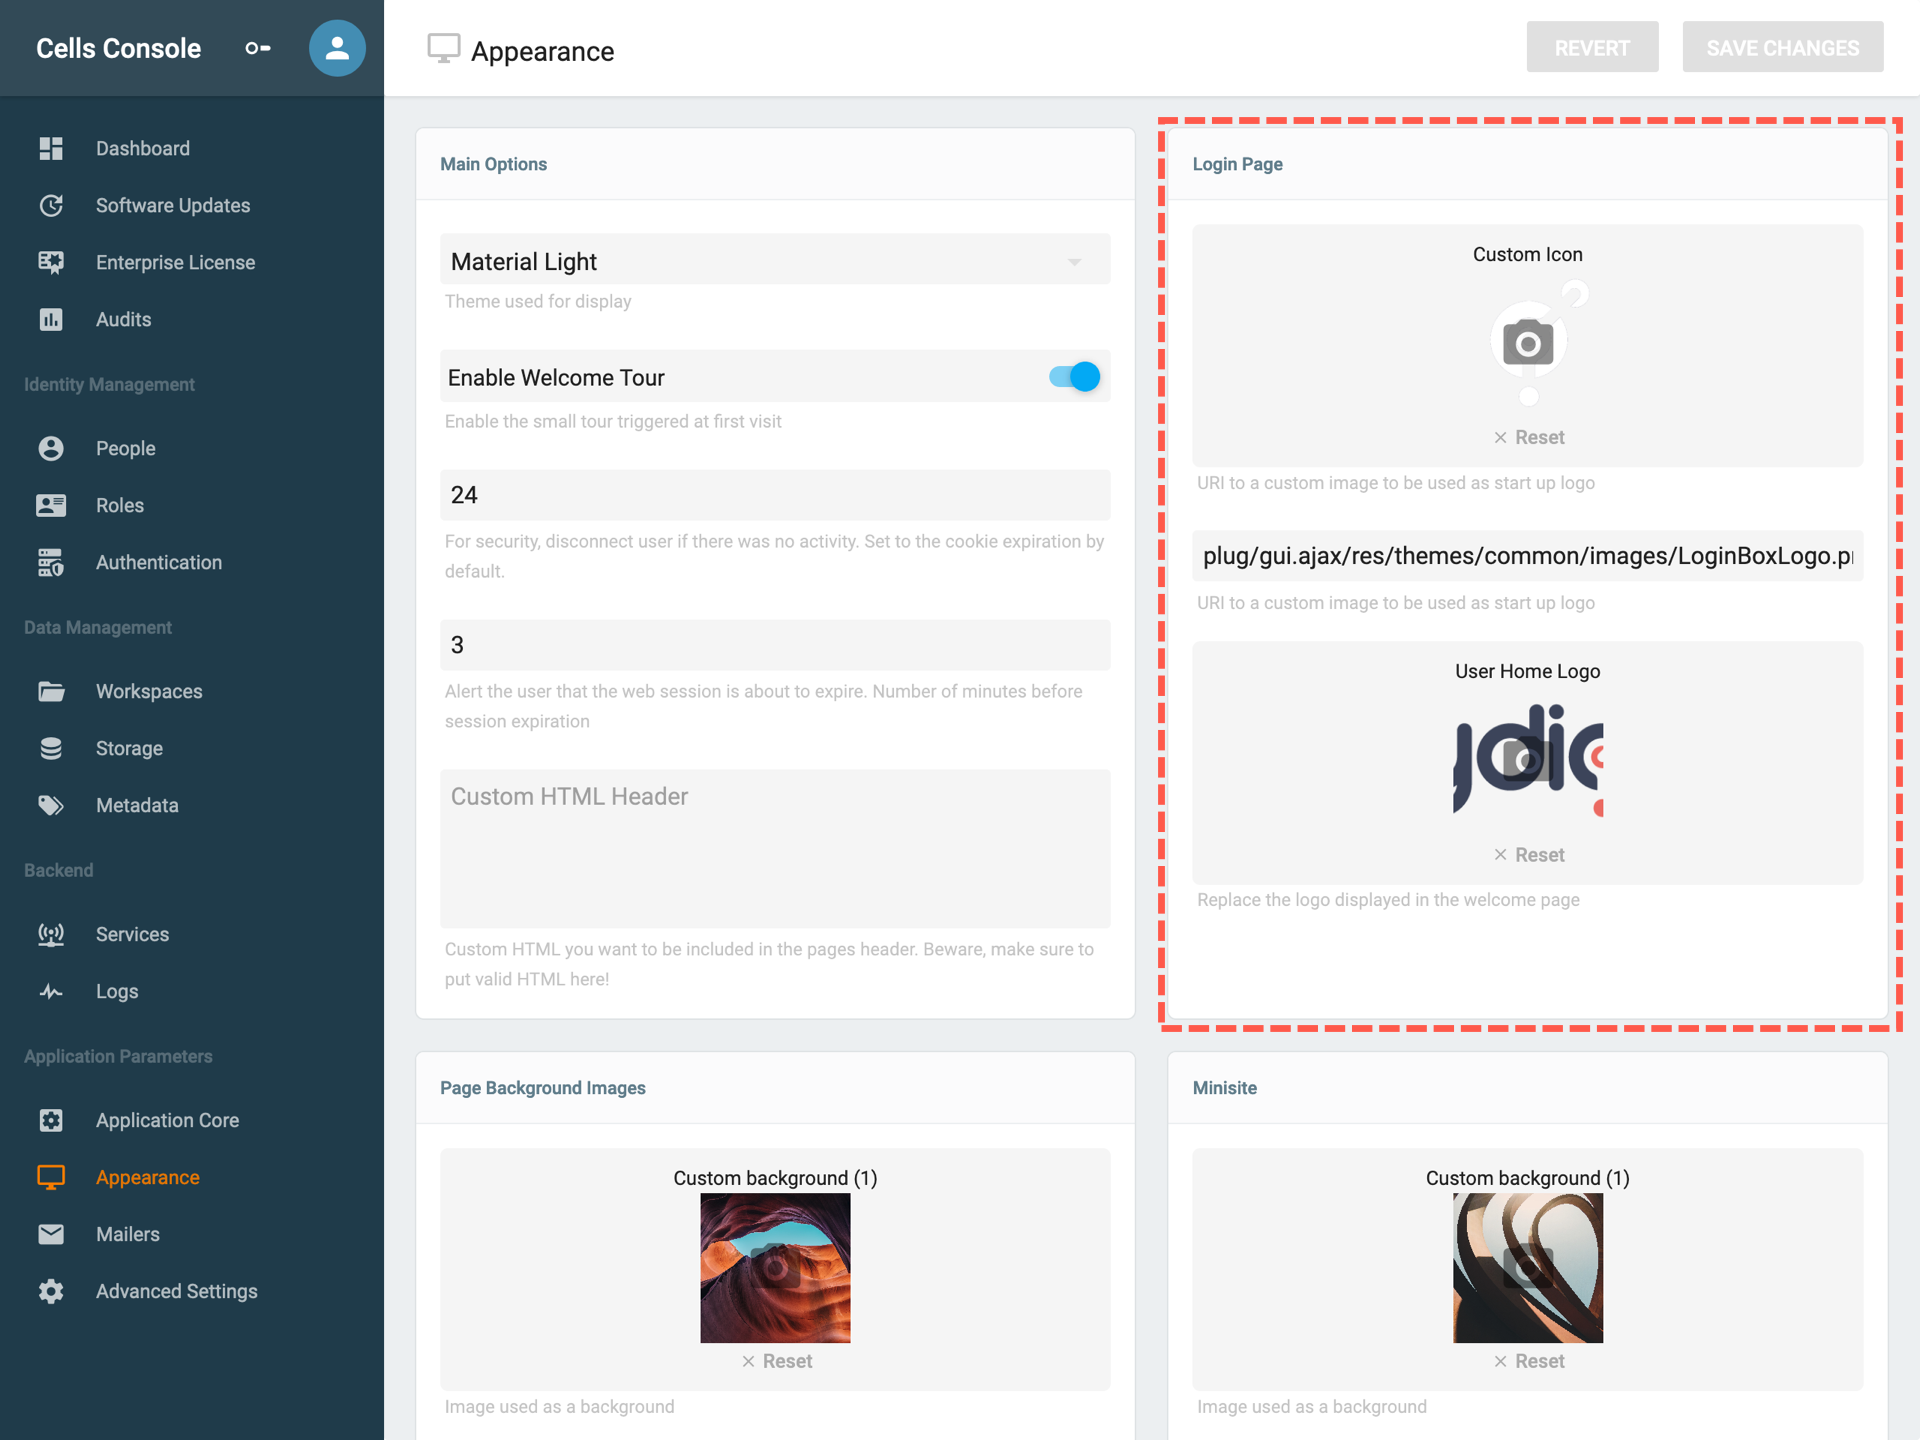 Cells Console
Appearance
REVERT
SAVE CHANGES
Dashboard
Software Updates
Enterprise License
Audits
Identity Management
People
Roles
Authentication
Data Management
Workspaces
Storage
Metadata
Backend
Services
Logs
Application Parameters
Application Core
Appearance
Mailers
Advanced Settings
Main Options
Material Light
Theme used for display
Enable Welcome Tour
Enable the small tour triggered at first visit
24
For security, disconnect user if there was no activity. Set to the cookie expiration by
default.
3
Alert the user that the web session is about to expire. Number of minutes before
session expiration
Custom HTML Header
Custom HTML you want to be included in the pages header. Beware, make sure to
put valid HTML here!
Login Page
Custom Icon
Reset
URI to a custom image to be used as start up logo
plug/gui.ajax/res/themes/common/images/LoginBoxLogo.p
URI to a custom image to be used as start up logo
User Home Logo
ydio
Reset
Replace the logo displayed in the welcome page
Page Background Images
Custom background (1)
Reset
Image used as a background
Minisite
Custom background (1)
Reset
Image used as a background